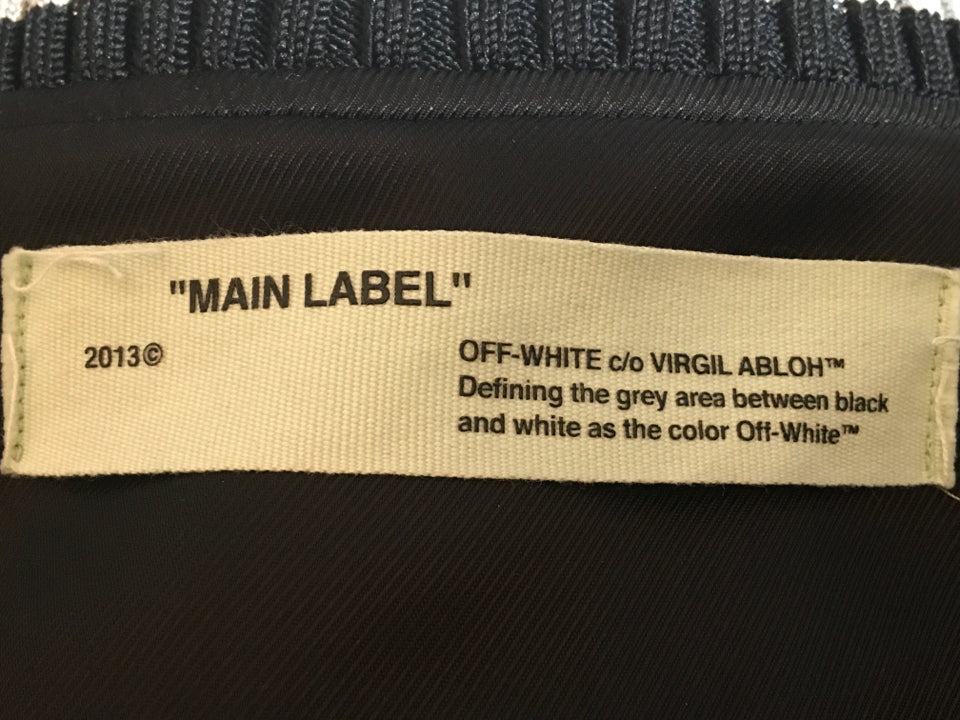 "MAIN LABEL"
2013©
OFF-WHITE c/o VIRGIL ABLOH™
Defining the grey area between black
and white as the color Off-White™